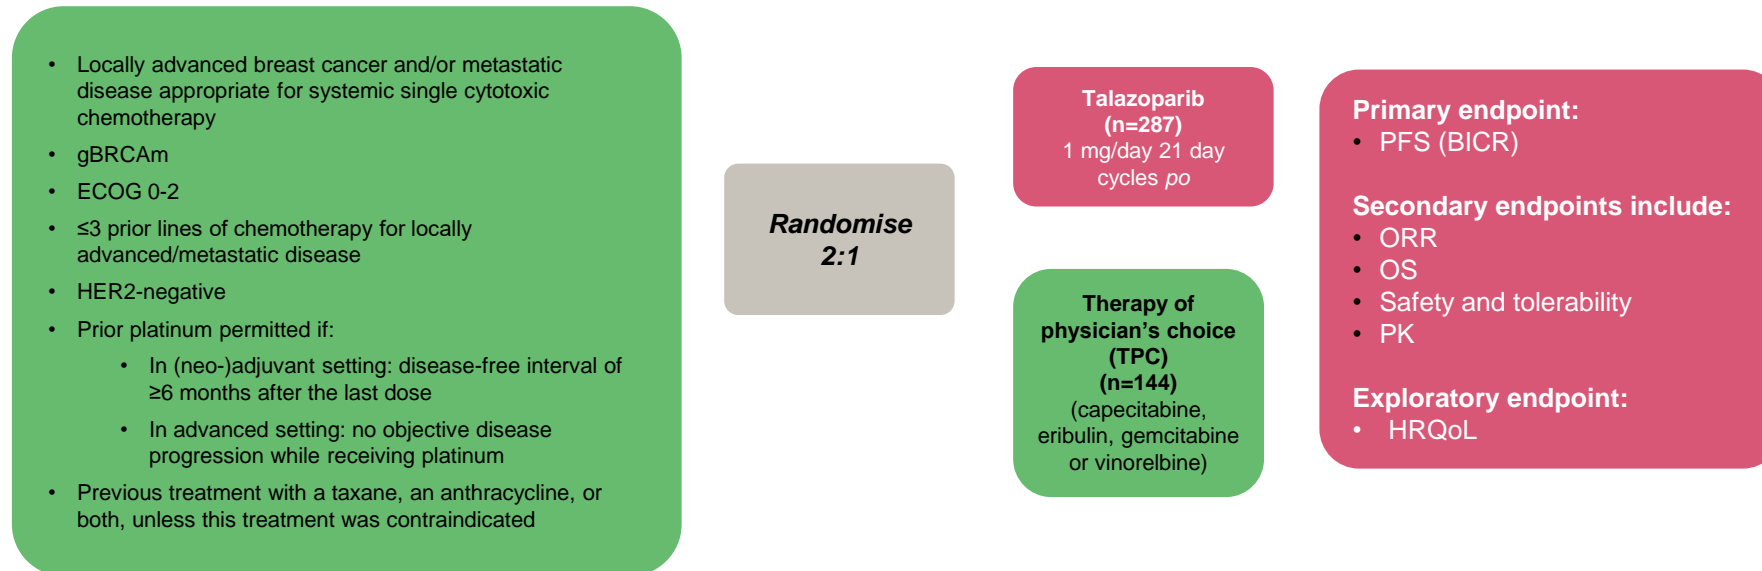 • Locally advanced breast cancer and/or metastatic
disease appropriate for systemic single cytotoxic
chemotherapy
• gBRCAm
• ECOG 0-2
• ≤3 prior lines of chemotherapy for locally
advanced/metastatic disease
• HER2-negative
• Prior platinum permitted if:
• In (neo-)adjuvant setting: disease-free interval of
≥6 months after the last dose
• In advanced setting: no objective disease
progression while receiving platinum
• Previous treatment with a taxane, an anthracycline, or
both, unless this treatment was contraindicated
Randomise
2:1
Talazoparib
(n=287)
1 mg/day 21 day
cycles po
Therapy of
physician’s choice
(TPC)
(n=144)
(capecitabine,
eribulin, gemcitabine
or vinorelbine)
Primary endpoint:
• PFS (BICR)
Secondary endpoints include:
• ORR
• OS
• Safety and tolerability
• PK
Exploratory endpoint:
• HRQoL